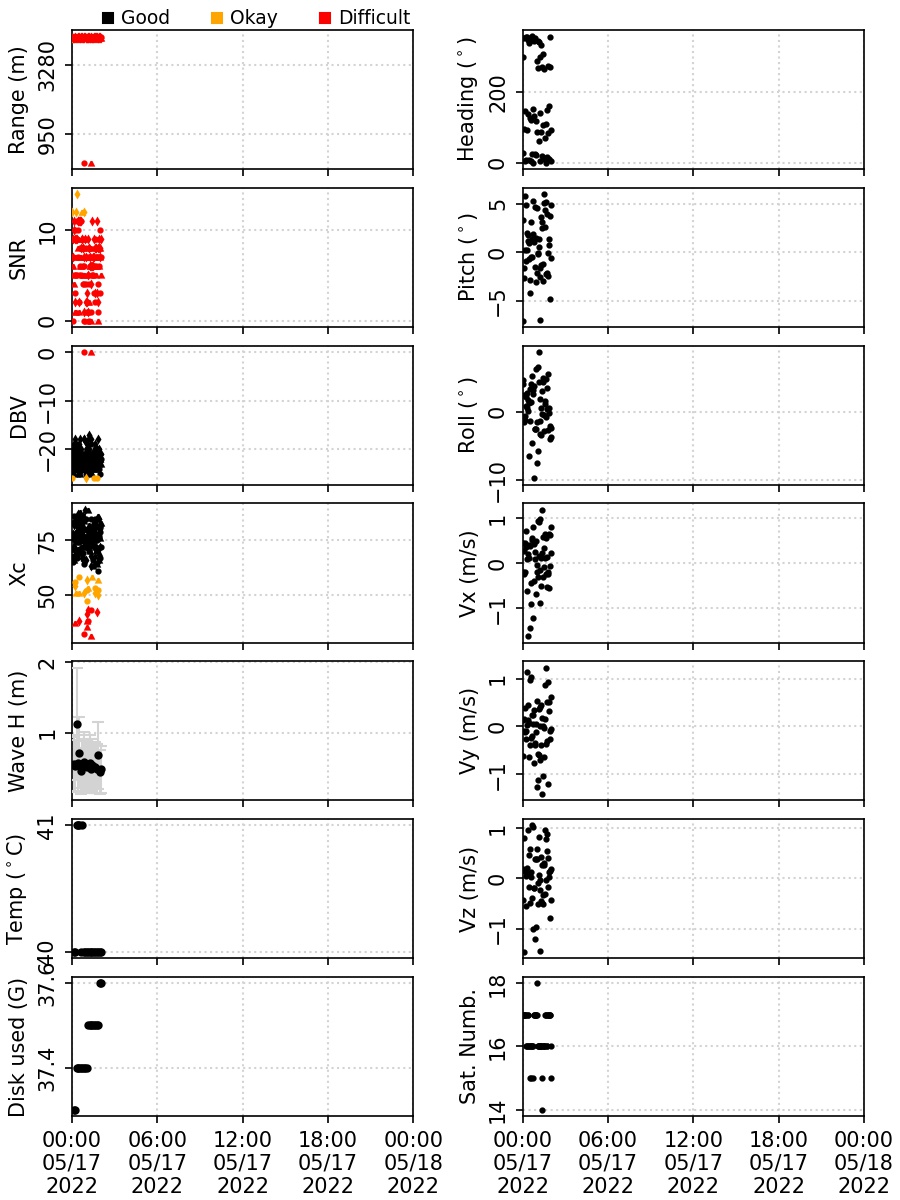 Good Okay Difficult
Range (m)
3280
950
Heading (°)
200
0
SNR
10
0
Pitch (°)
5
0
−5
DBV
0
−10
−20
Roll (°)
0
−10
Xc
75
50
Vx (m/s)
1
0
−1
Wave H (m)
2
1
Vy (m/s)
1
0
−1
Temp (°C)
41
40
Vz (m/s)
1
0
−1
Disk used (G)
37.6
37.4
Sat. Numb.
18
16
14
00:00 06:00 12:00 18:00 00:00
05/17 05/17 05/17 05/17 05/18
2022 2022 2022 2022 2022
00:00 06:00 12:00 18:00 00:00
05/17 05/17 05/17 05/17 05/18
2022 2022 2022 2022 2022